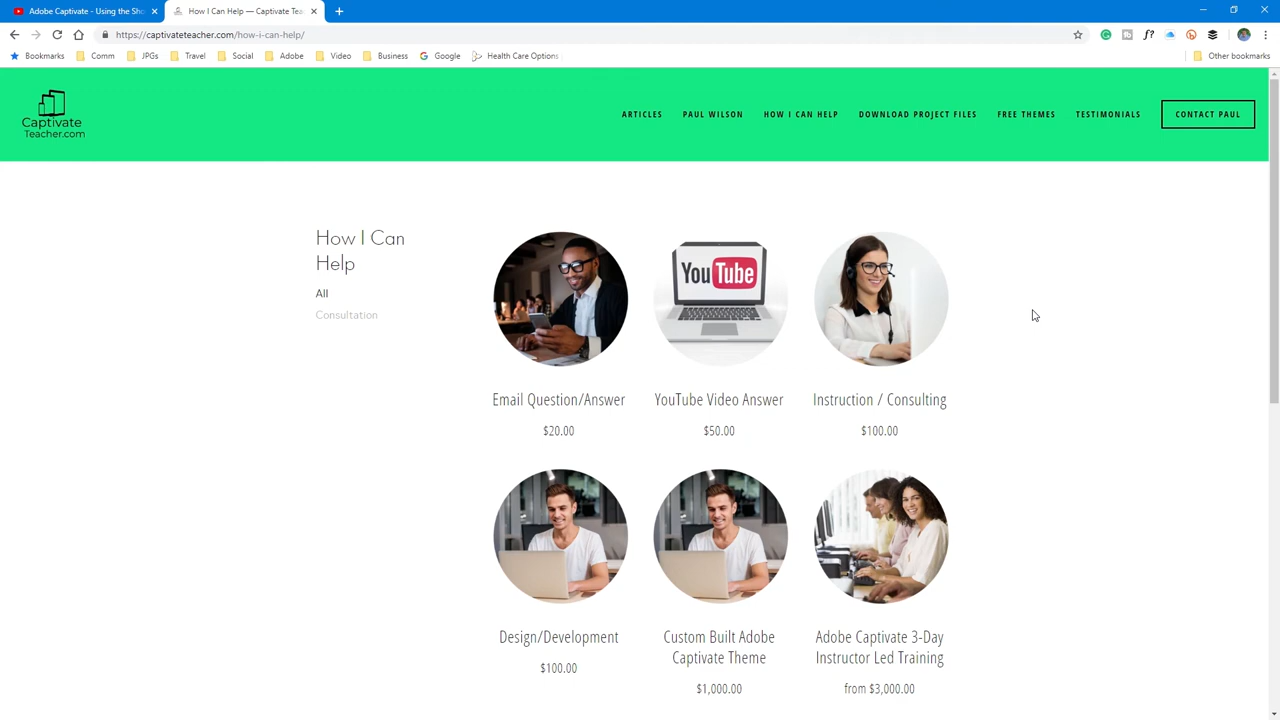 Adobe Captivate - Using the Sho
How I Can Help — Captivate Tea
https://captivateteacher.com/how-i-can-help/
Bookmarks Comm JPGs Travel Social Adobe Video Business Google Health Care Options Other bookmarks
Captivate
Teacher.com
ARTICLES PAUL WILSON HOW I CAN HELP DOWNLOAD PROJECT FILES FREE THEMES TESTIMONIALS CONTACT PAUL
How I Can
Help
All
Consultation
YouTube
Email Question/Answer YouTube Video Answer Instruction / Consulting
$20.00 $50.00 $100.00
Design/Development Custom Built Adobe Adobe Captivate 3-Day
Captivate Theme Instructor Led Training
$100.00
$1,000.00 from $3,000.00